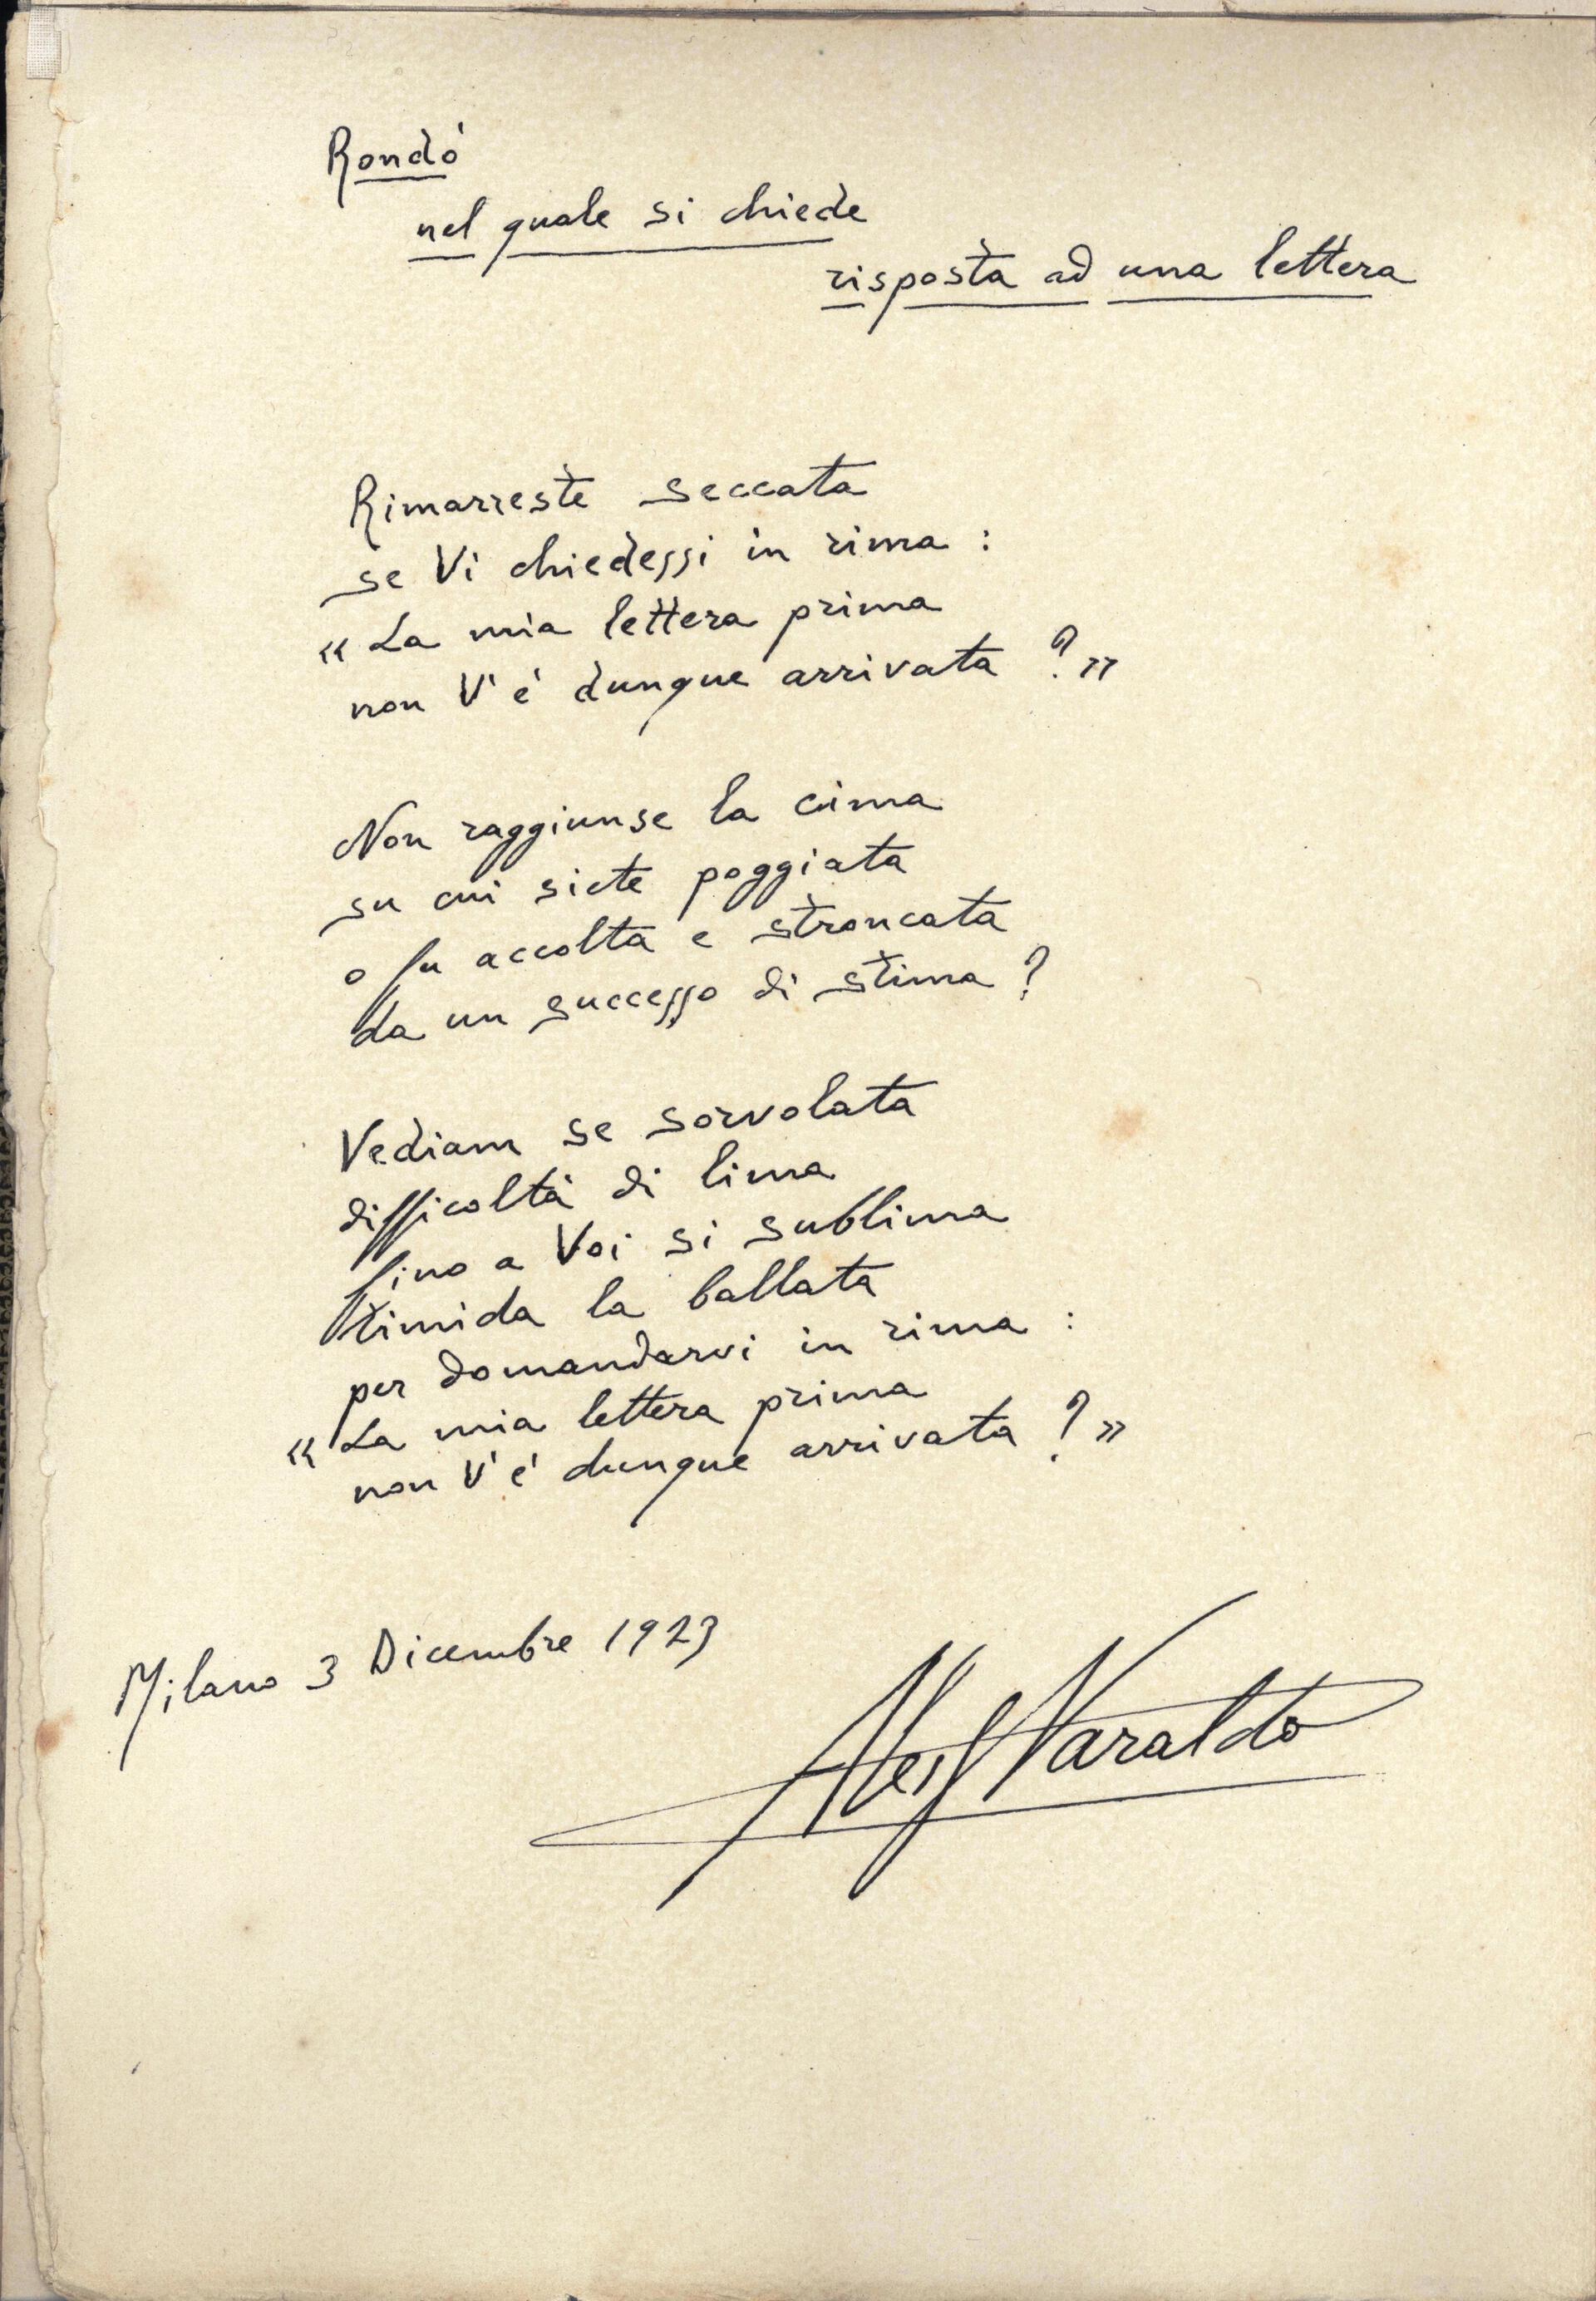 Rondò
nel quale si chiede
risposta ad una lettera
Rimarreste seccata
se Vi chiedessi in rima :
« La mia lettera prima
non V'è dunque arrivata ? »
Non raggiunse la cima
su cui siete poggiata
o fu accolta e stroncata
da un successo di stima ?
Vediam se sorvolata
difficoltà di lima
fino a Voi si sublima
timida la ballata
per domandarvi in rima :
« La mia lettera prima
non V'è dunque arrivata ? »
Milano 3 Dicembre 1923
Aless Varaldo